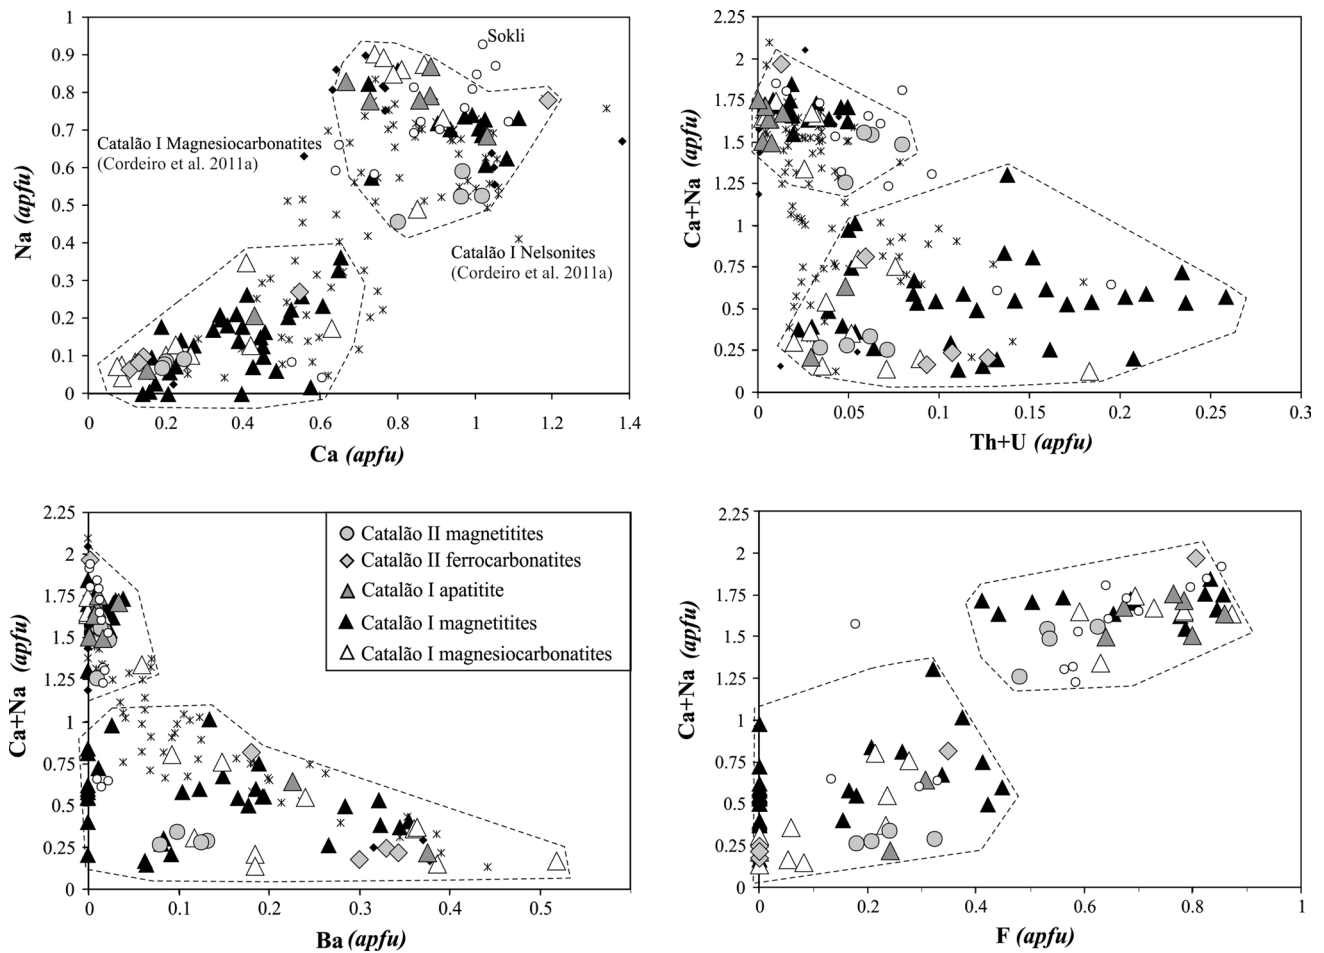 1
0.9
0.8
0.7
0.6
0.5
0.4
0.3
0.2
0.1
0
Na (apfu)
Sokli
Catalão I Magnesiocarbonatites
(Cordeiro et al. 2011a)
Catalão I Nelsonites
(Cordeiro et al. 2011a)
0 0.2 0.4 0.6 0.8 1 1.2 1.4
Ca (apfu)
2.25
2
1.75
1.5
1.25
1
0.75
0.5
0.25
0
Ca+Na (apfu)
0 0.05 0.1 0.15 0.2 0.25 0.3
Th+U (apfu)
2.25
2
1.75
1.5
1.25
1
0.75
0.5
0.25
0
Ca+Na (apfu)
Catalão II magnetitites
Catalão II ferrocarbonatites
Catalão I apatitite
Catalão I magnetitites
Catalão I magnesiocarbonatites
0 0.1 0.2 0.3 0.4 0.5
Ba (apfu)
2.25
2
1.75
1.5
1.25
1
0.75
0.5
0.25
0
Ca+Na (apfu)
0 0.2 0.4 0.6 0.8 1
F (apfu)